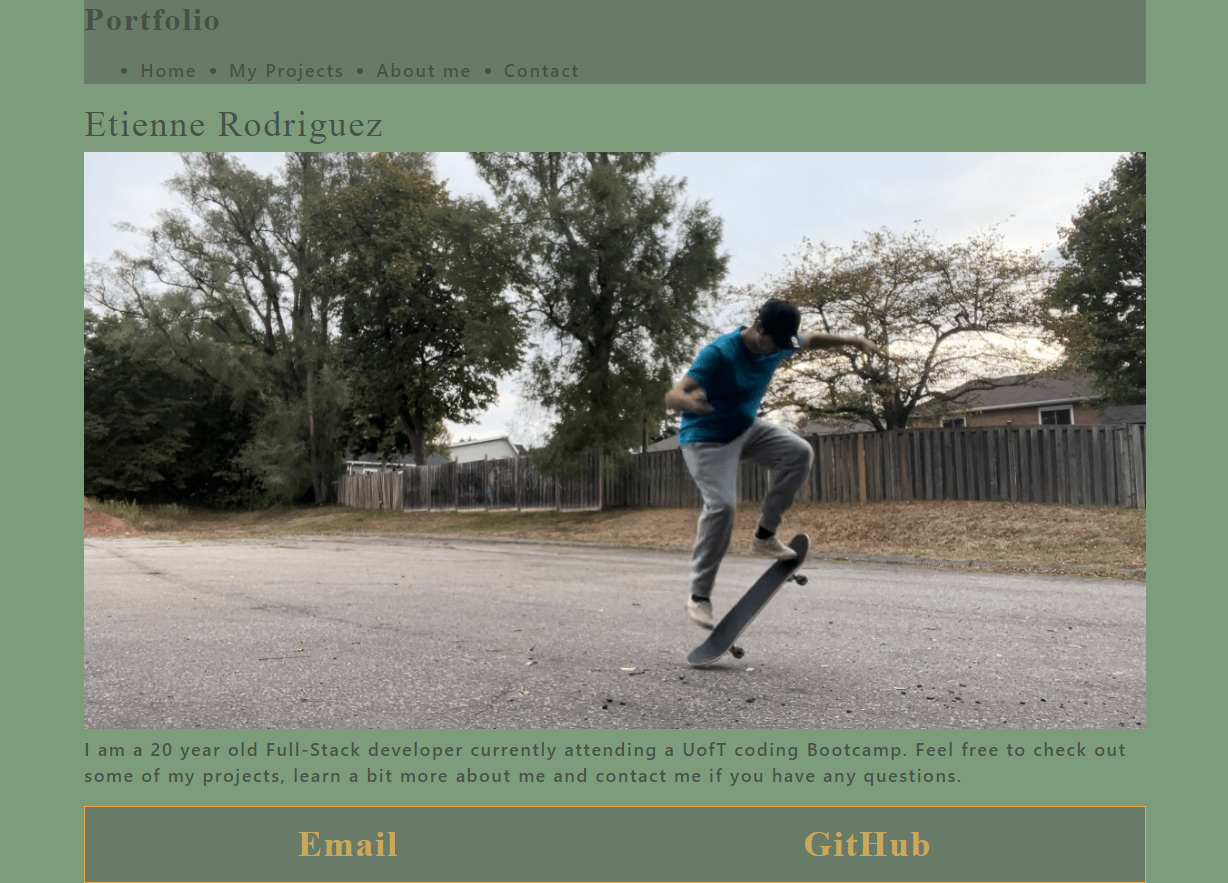 Portfolio
• Home • My Projects • About me • Contact
Etienne Rodriguez
I am a 20 year old Full-Stack developer currently attending a UofT coding Bootcamp. Feel free to check out
some of my projects, learn a bit more about me and contact me if you have any questions.
Email GitHub